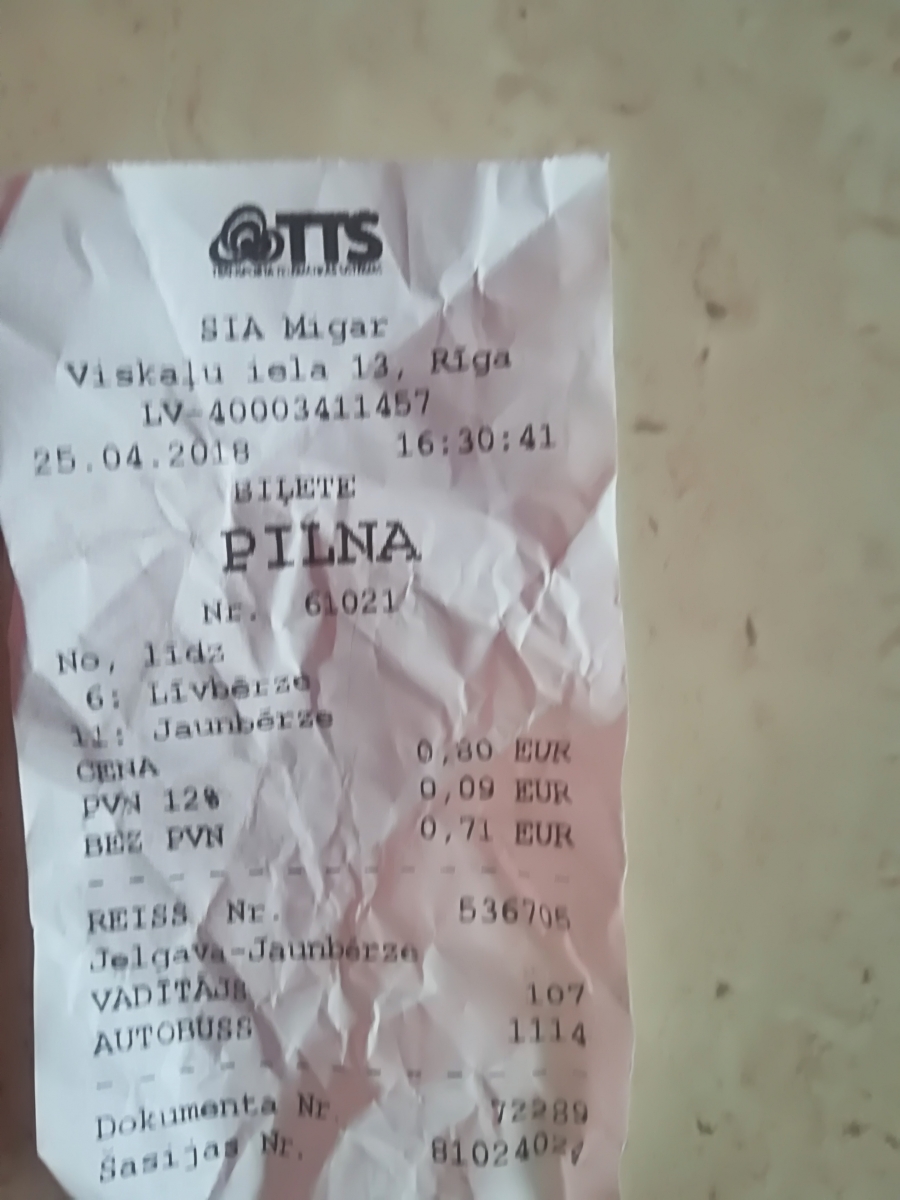 TTS
SIA Migar
Viskaļu iela 13, Rīga
LV-40003411457
25.04.2018 16:30:41
BIĻETE
PILNA
Nr. 61021
No, līdz
6: Līvbērze
11: Jaunbērze
CENA 0,80 EUR
PVN 12% 0,09 EUR
BEZ PVN 0,71 EUR
REISS Nr. 536705
Jelgava-Jaunbērze
VADĪTĀJS 107
AUTOBUSS 1114
Dokumenta Nr. 72289
Šasijas Nr.